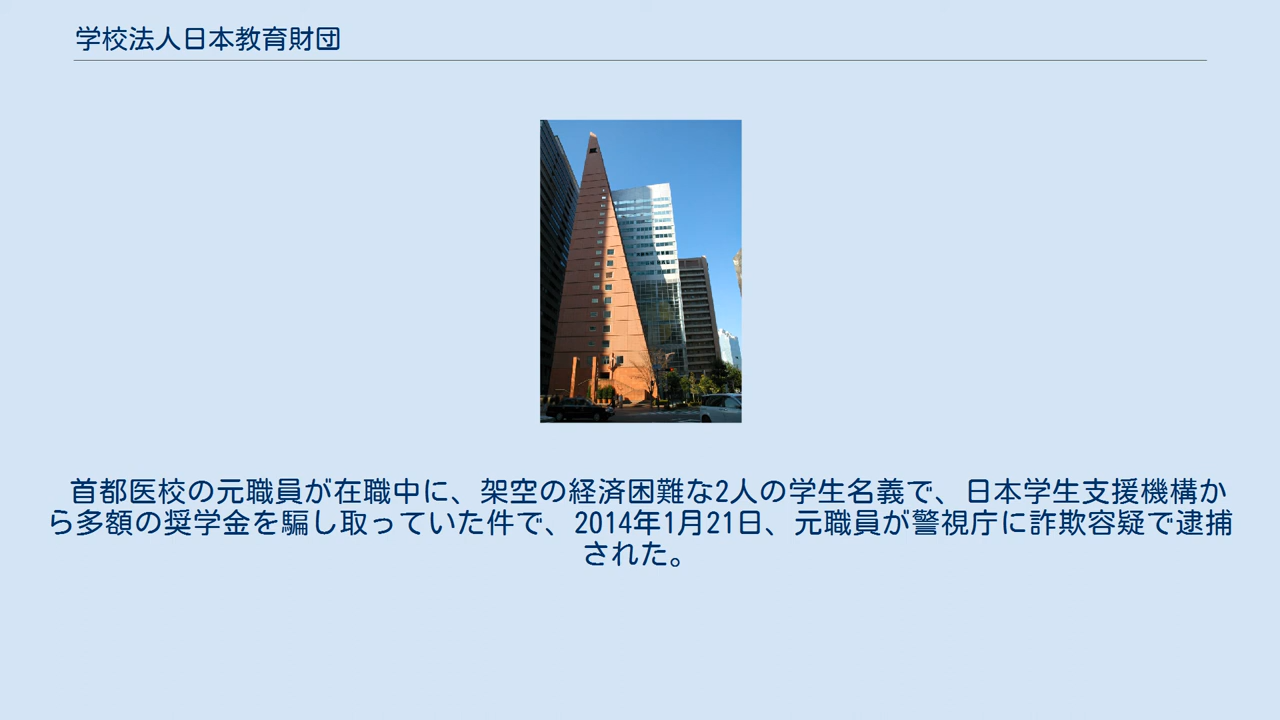 学校法人日本教育財団
首都医校の元職員が在職中に、架空の経済困難な2人の学生名義で、日本学生支援機構か
ら多額の奨学金を騙し取っていた件で、2014年1月21日、元職員が警視庁に詐欺容疑で逮捕
された。